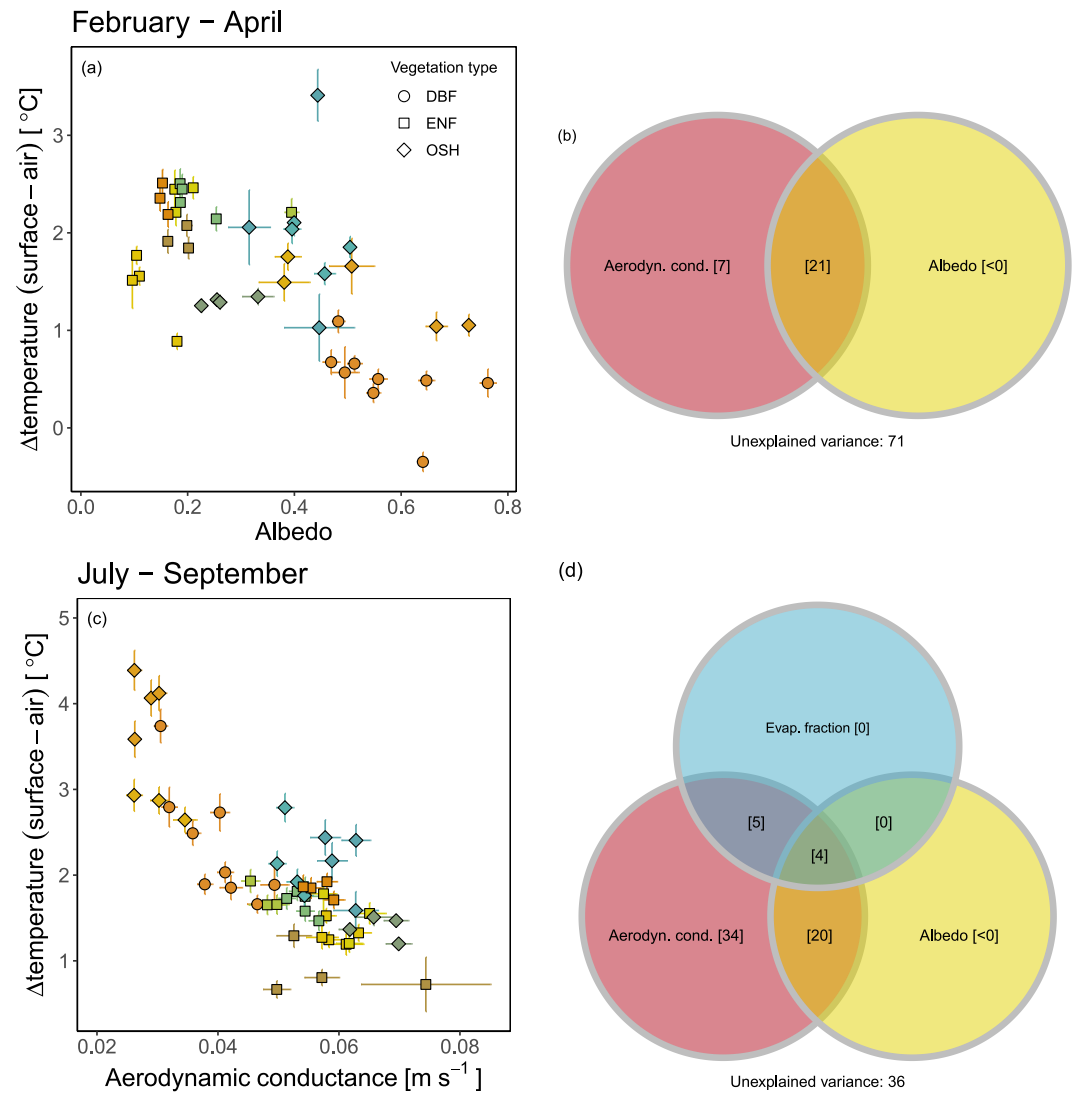 February − April
(a)
Vegetation type
DBF
ENF
OSH
Δtemperature (surface − air) [ °C]
3
2
1
0
0.0 0.2 0.4 0.6 0.8
Albedo
(b)
Aerodyn. cond. [7] [21] Albedo [<0]
Unexplained variance: 71
July − September
(c)
Δtemperature (surface − air) [ °C]
5
4
3
2
1
0.02 0.04 0.06 0.08
Aerodynamic conductance [m s⁻¹]
(d)
Evap. fraction [0]
[5] [0]
[4]
Aerodyn. cond. [34] [20] Albedo [<0]
Unexplained variance: 36